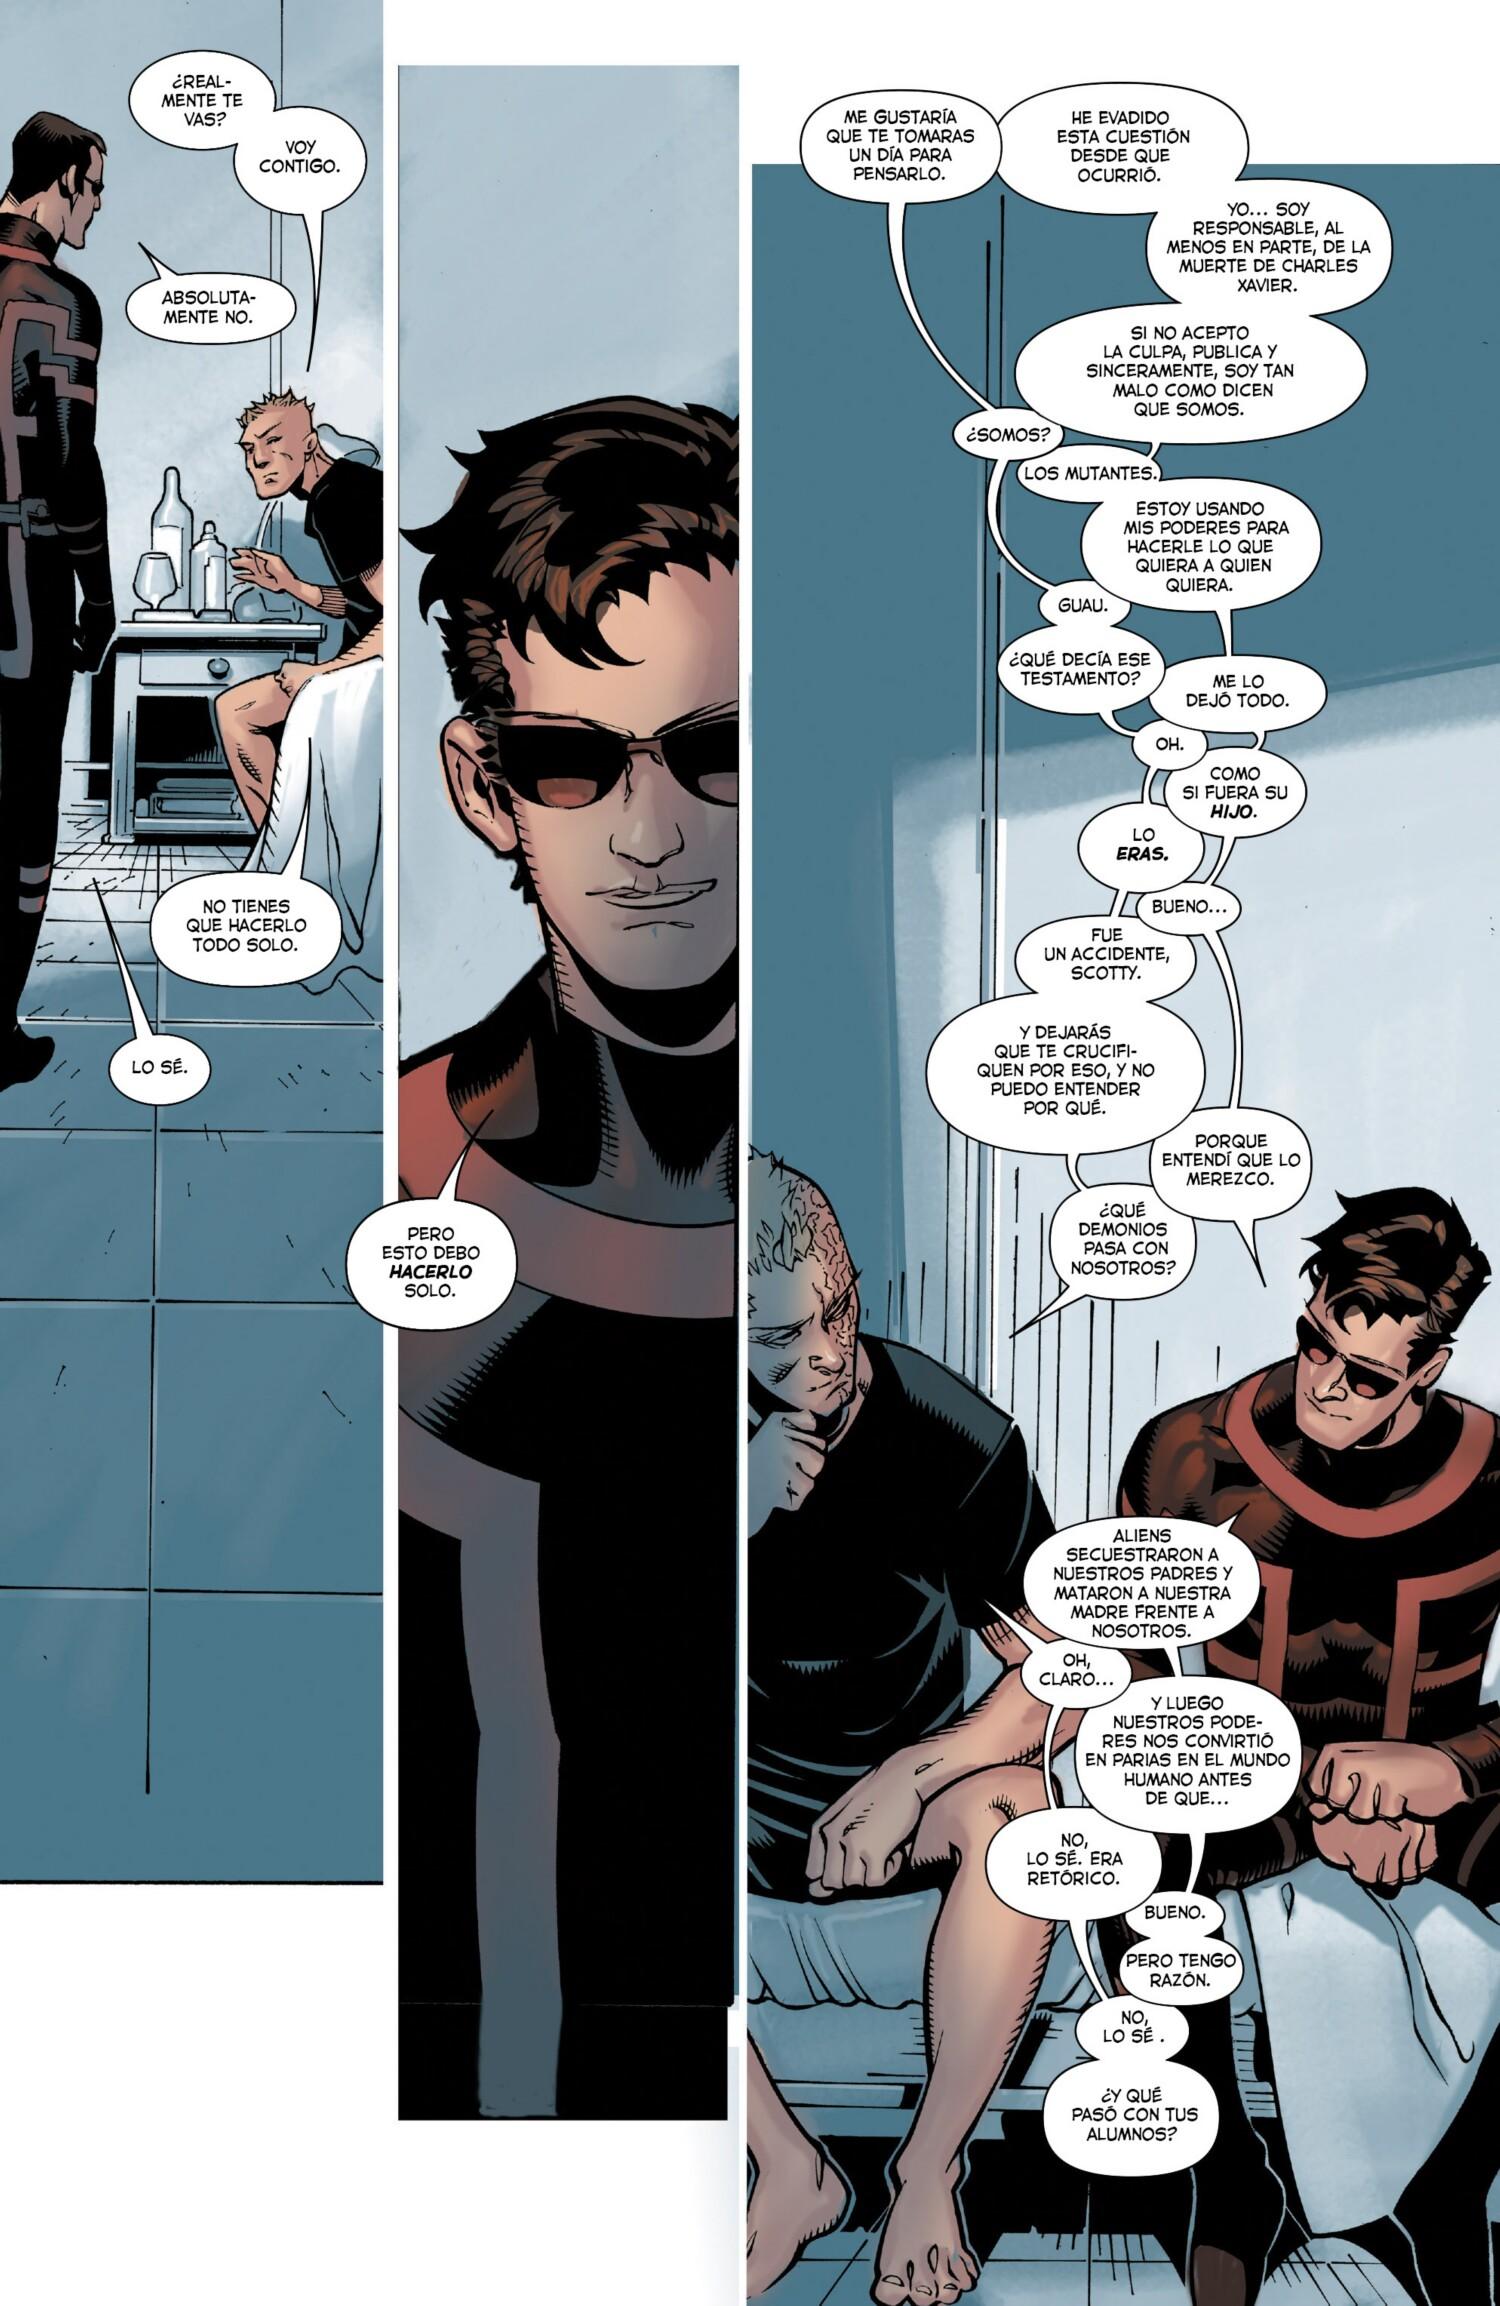 ¿REAL-
MENTE TE
VAS?
VOY
CONTIGO.
ABSOLUTA-
MENTE NO.
NO TIENES
QUE HACERLO
TODO SOLO.
LO SÉ.
PERO
ESTO DEBO
HACERLO
SOLO.
ME GUSTARÍA
QUE TE TOMARAS
UN DÍA PARA
PENSARLO.
HE EVADIDO
ESTA CUESTIÓN
DESDE QUE
OCURRIÓ.
YO... SOY
RESPONSABLE, AL
MENOS EN PARTE, DE LA
MUERTE DE CHARLES
XAVIER.
SI NO ACEPTO
LA CULPA, PUBLICA Y
SINCERAMENTE, SOY TAN
MALO COMO DICEN
QUE SOMOS.
¿SOMOS?
LOS MUTANTES.
ESTOY USANDO
MIS PODERES PARA
HACERLE LO QUE
QUIERA A QUIEN
QUIERA.
GUAU.
¿QUÉ DECÍA ESE
TESTAMENTO?
ME LO
DEJÓ TODO.
OH.
COMO
SI FUERA SU
HIJO.
LO
ERAS.
BUENO...
FUE
UN ACCIDENTE,
SCOTTY.
Y DEJARÁS
QUE TE CRUCIFI-
QUEN POR ESO, Y NO
PUEDO ENTENDER
POR QUÉ.
PORQUE
ENTENDÍ QUE LO
MEREZCO.
¿QUÉ
DEMONIOS
PASA CON
NOSOTROS?
ALIENS
SECUESTRARON A
NUESTROS PADRES Y
MATARON A NUESTRA
MADRE FRENTE A
NOSOTROS.
OH,
CLARO...
Y LUEGO
NUESTROS PODE-
RES NOS CONVIRTIÓ
EN PARIAS EN EL MUNDO
HUMANO ANTES
DE QUE...
NO,
LO SÉ. ERA
RETÓRICO.
BUENO.
PERO TENGO
RAZÓN.
NO,
LO SÉ .
¿Y QUÉ
PASÓ CON TUS
ALUMNOS?